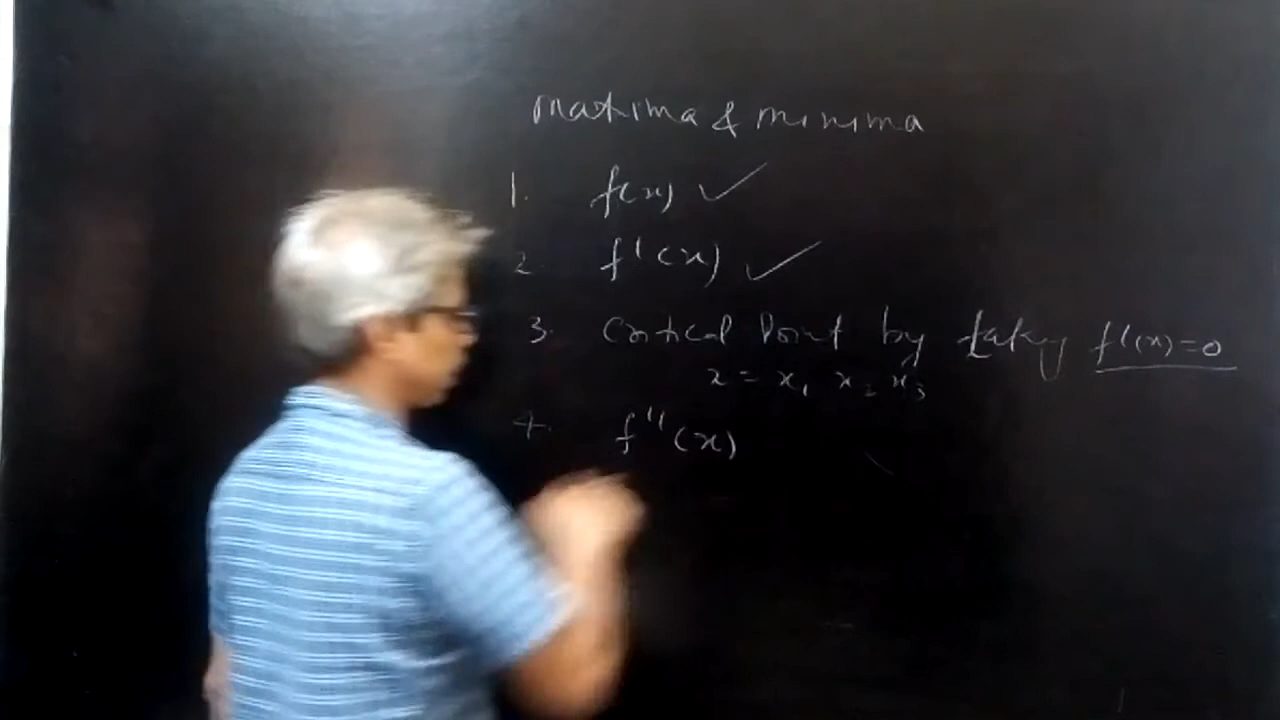 maxima & minima
1. f(x) ✓
2. f'(x) ✓
3. Critical Point by taking f'(x)=0
x = x₁ x₂ x₃
4. f''(x)